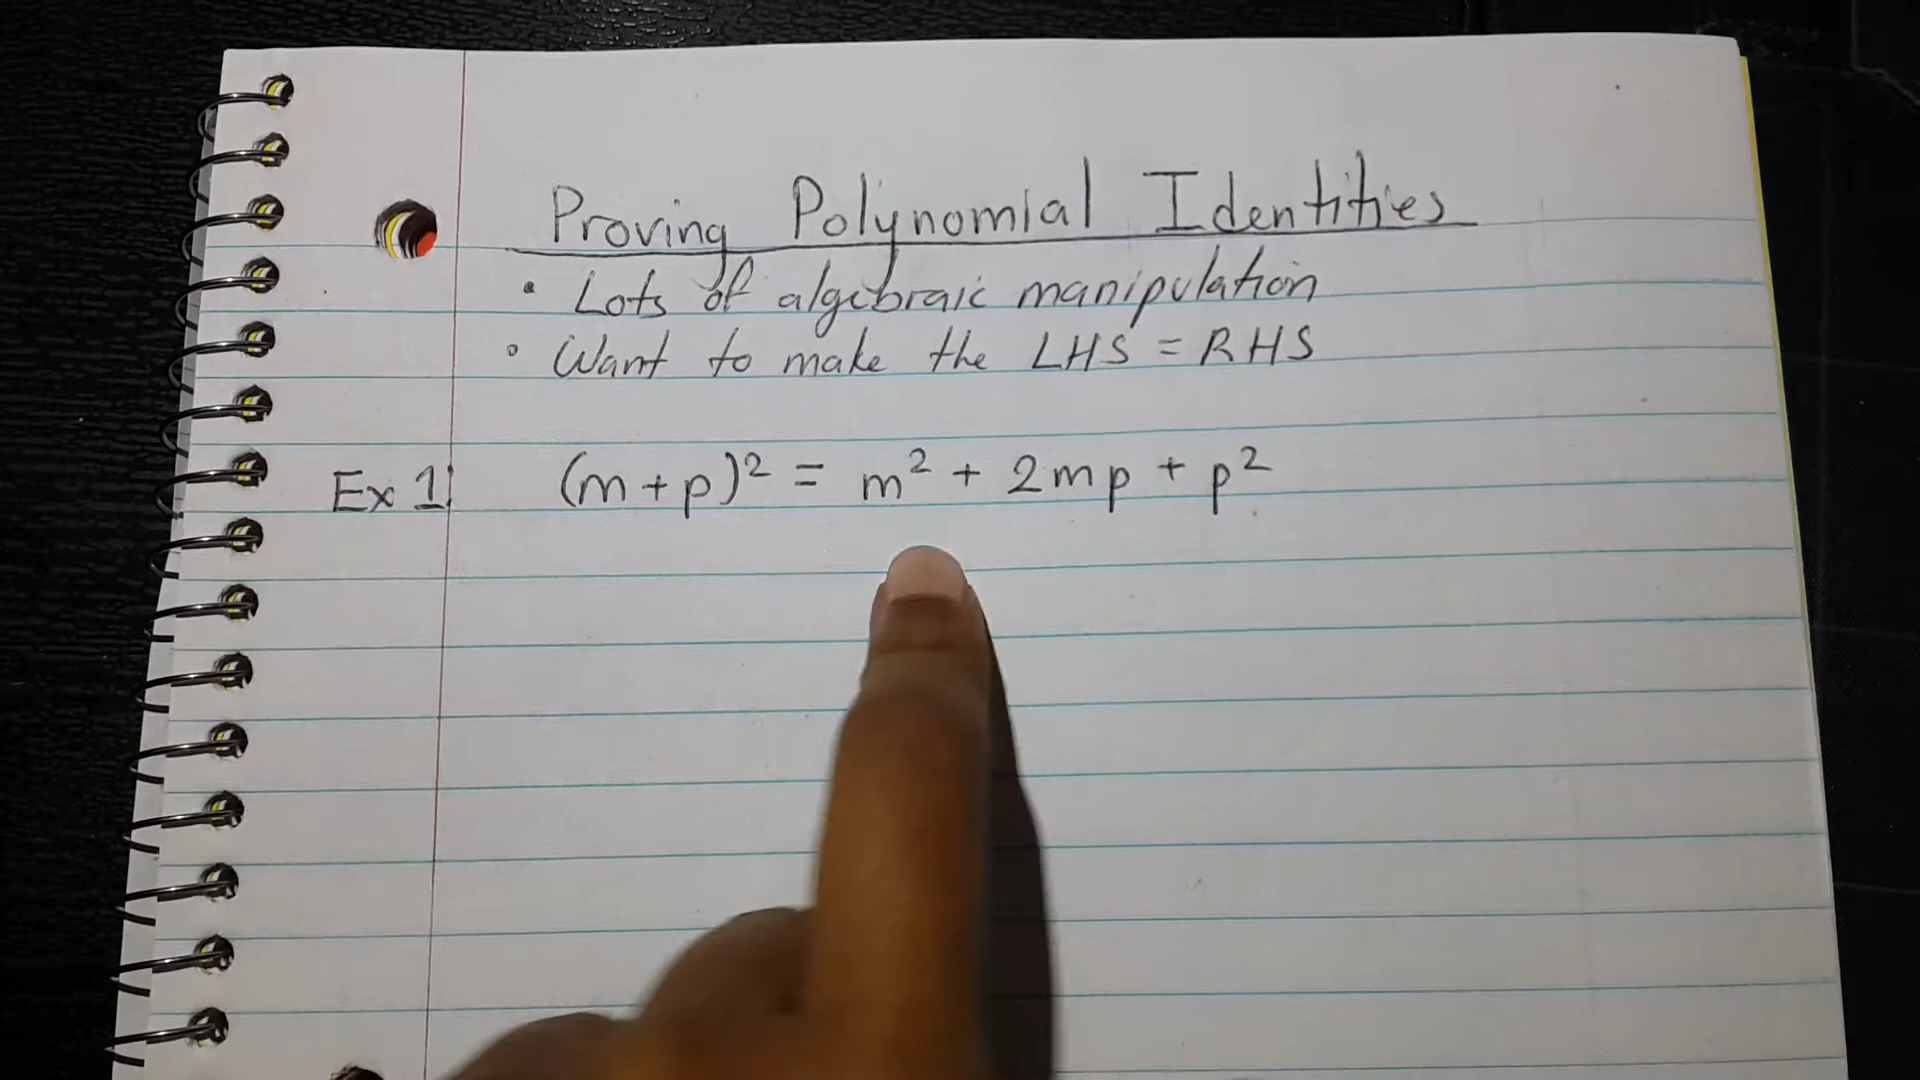 Proving Polynomial Identities
• Lots of algebraic manipulation
• Want to make the LHS = RHS
Ex 1: (m+p)² = m² + 2mp + p²